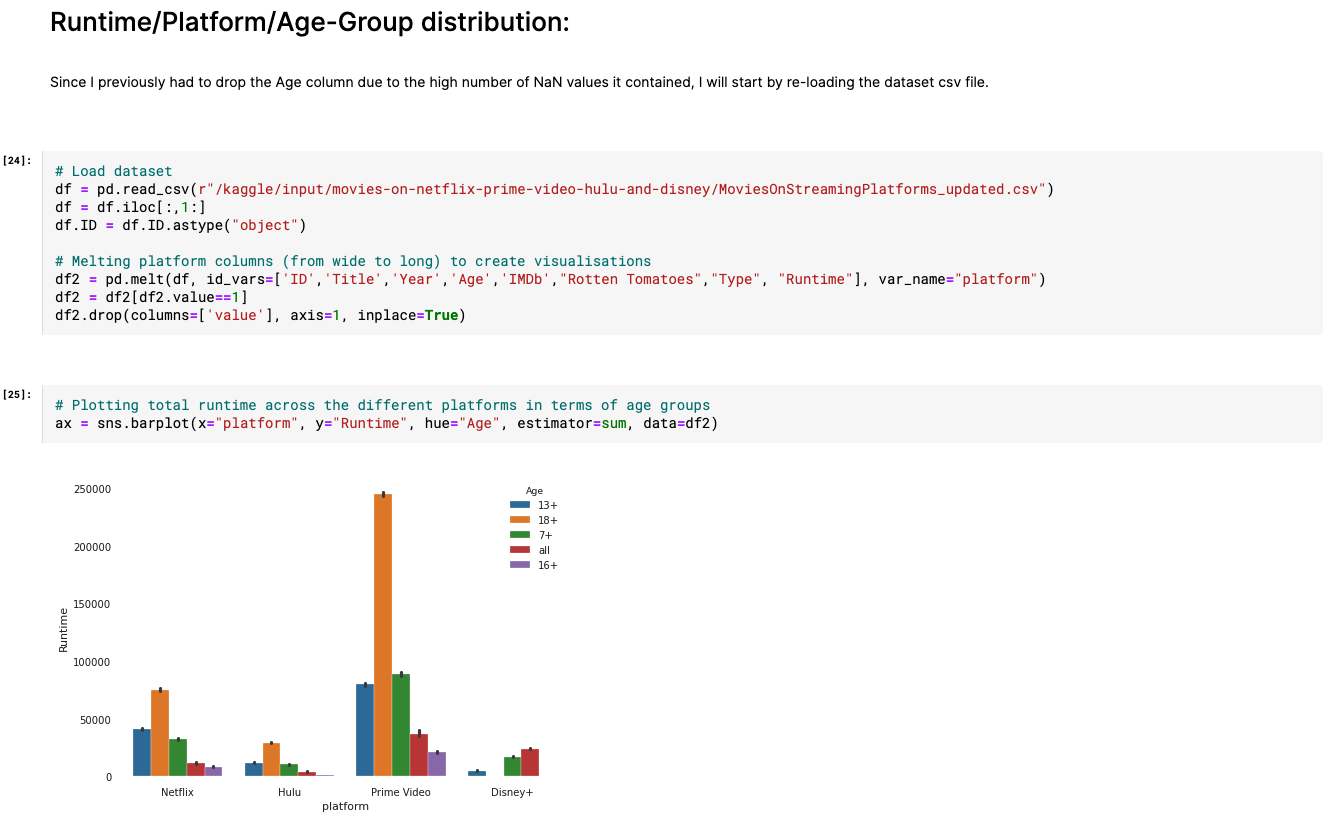 Runtime/Platform/Age-Group distribution:
Since I previously had to drop the Age column due to the high number of NaN values it contained, I will start by re-loading the dataset csv file.
[24]:
# Load dataset
df = pd.read_csv(r"/kaggle/input/movies-on-netflix-prime-video-hulu-and-disney/MoviesOnStreamingPlatforms_updated.csv")
df = df.iloc[:,1:]
df.ID = df.ID.astype("object")
# Melting platform columns (from wide to long) to create visualisations
df2 = pd.melt(df, id_vars=['ID','Title','Year','Age','IMDb',"Rotten Tomatoes","Type", "Runtime"], var_name="platform")
df2 = df2[df2.value==1]
df2.drop(columns=['value'], axis=1, inplace=True)
[25]:
# Plotting total runtime across the different platforms in terms of age groups
ax = sns.barplot(x="platform", y="Runtime", hue="Age", estimator=sum, data=df2)
250000
200000
150000
100000
50000
0
Runtime
Age
13+
18+
7+
all
16+
Netflix
Hulu
Prime Video
Disney+
platform